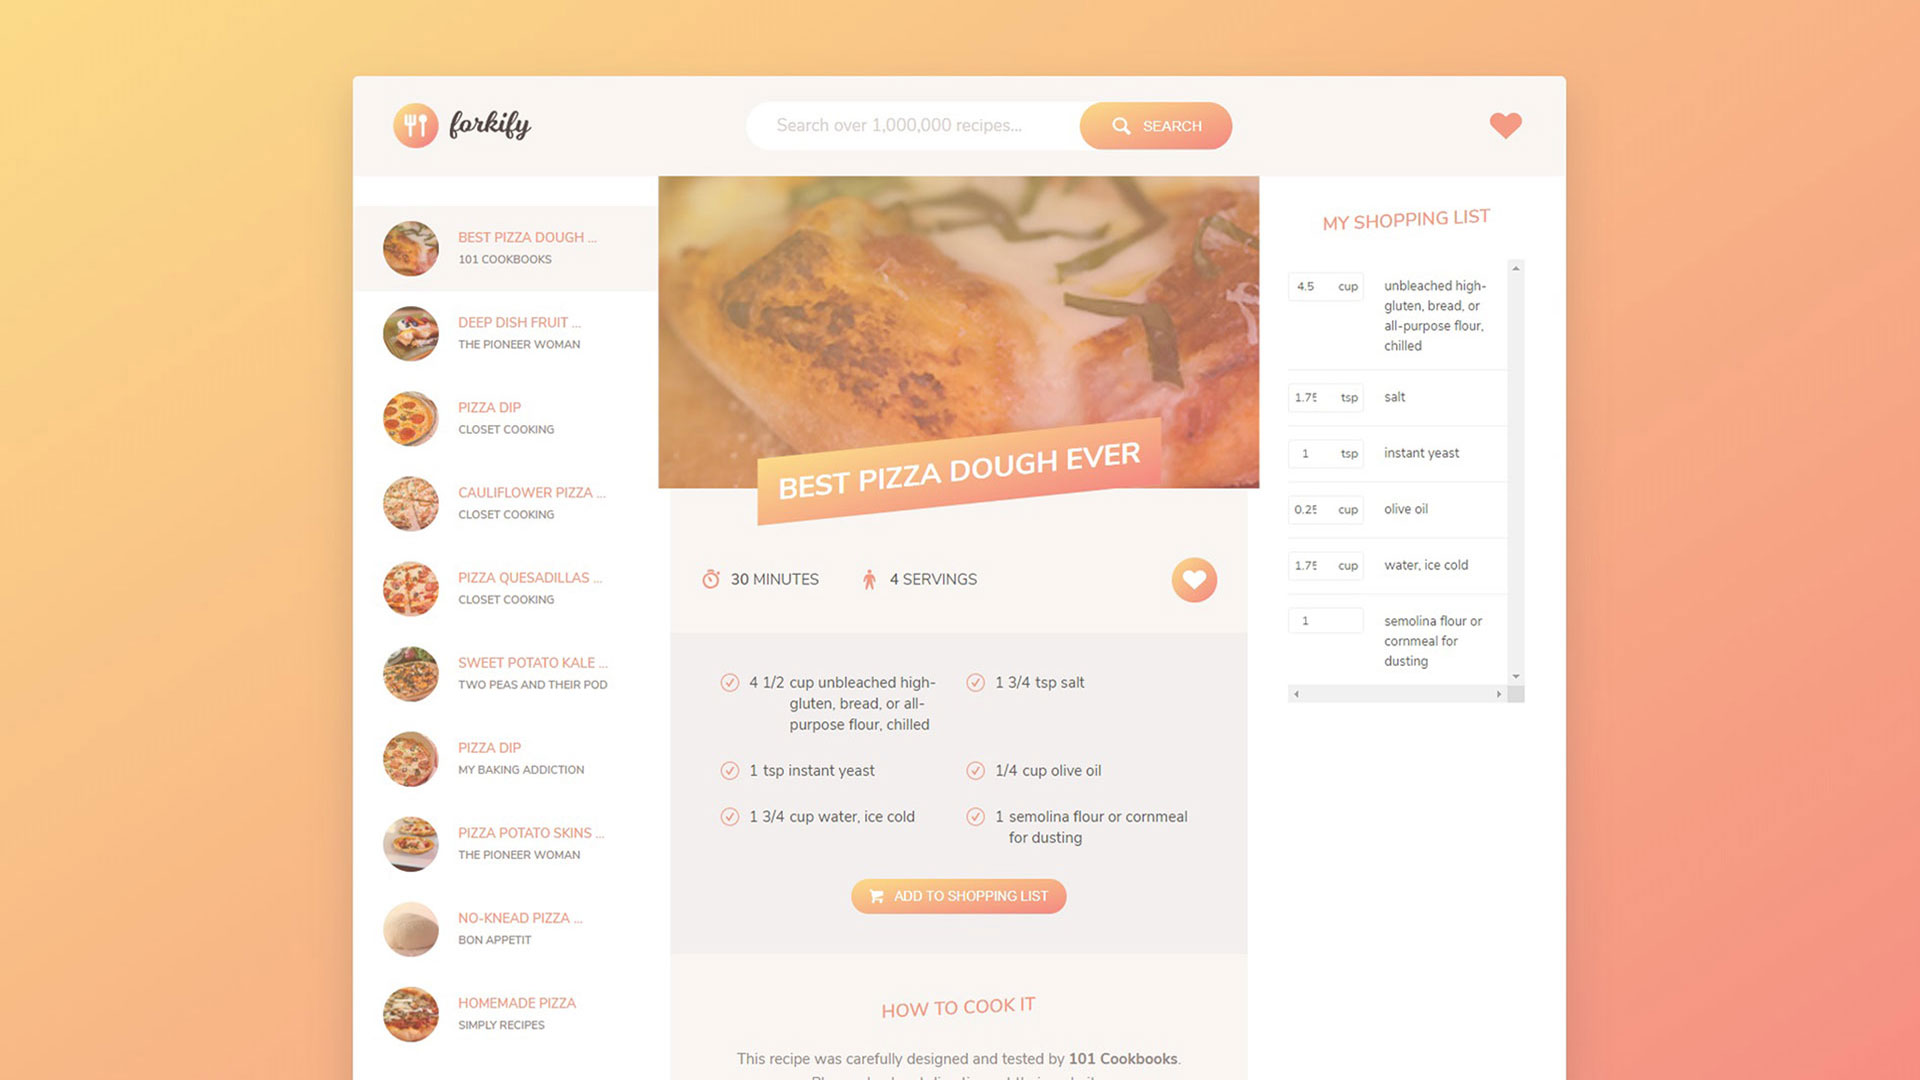 forkify
Search over 1,000,000 recipes...
SEARCH
BEST PIZZA DOUGH ...
101 COOKBOOKS
DEEP DISH FRUIT ...
THE PIONEER WOMAN
PIZZA DIP
CLOSET COOKING
CAULIFLOWER PIZZA ...
CLOSET COOKING
PIZZA QUESADILLAS ...
CLOSET COOKING
SWEET POTATO KALE ...
TWO PEAS AND THEIR POD
PIZZA DIP
MY BAKING ADDICTION
PIZZA POTATO SKINS ...
THE PIONEER WOMAN
NO-KNEAD PIZZA ...
BON APPETIT
HOMEMADE PIZZA
SIMPLY RECIPES
BEST PIZZA DOUGH EVER
30 MINUTES
4 SERVINGS
4 1/2 cup unbleached high-
gluten, bread, or all-
purpose flour, chilled
1 3/4 tsp salt
1 tsp instant yeast
1/4 cup olive oil
1 3/4 cup water, ice cold
1 semolina flour or cornmeal
for dusting
ADD TO SHOPPING LIST
HOW TO COOK IT
This recipe was carefully designed and tested by 101 Cookbooks.
MY SHOPPING LIST
4.5 cup unbleached high-
gluten, bread, or
all-purpose flour,
chilled
1.75 tsp salt
1 tsp instant yeast
0.25 cup olive oil
1.75 cup water, ice cold
1 semolina flour or
cornmeal for
dusting